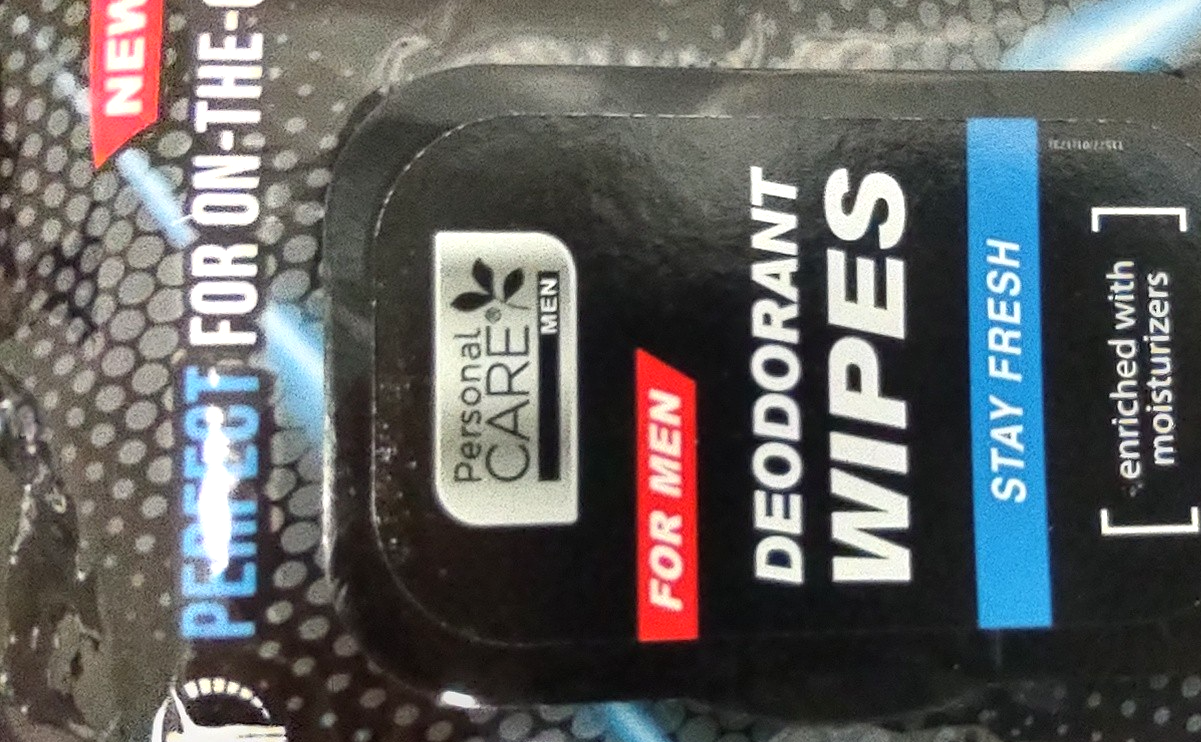 NEW
PERFECT FOR ON-THE-
Personal
CARE®
MEN
FOR MEN
DEODORANT
WIPES
STAY FRESH
[enriched with
moisturizers]